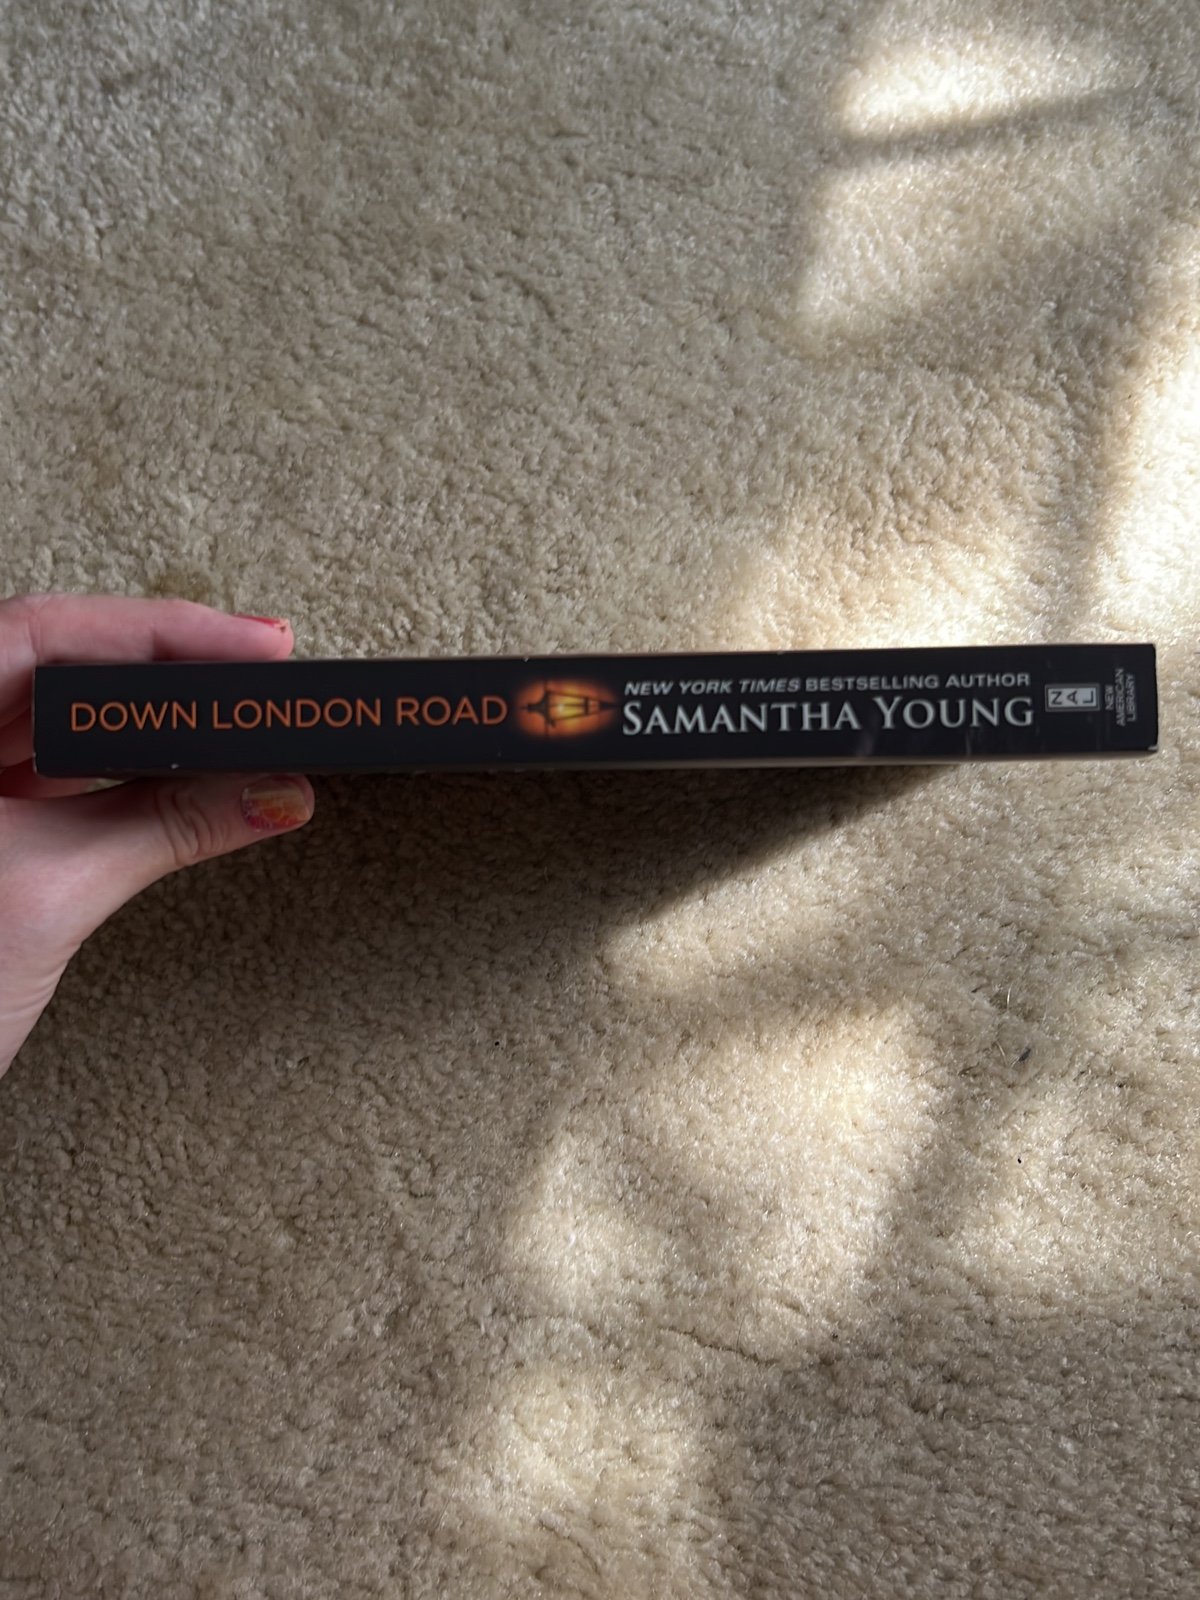 DOWN LONDON ROAD
NEW YORK TIMES BESTSELLING AUTHOR
SAMANTHA YOUNG
NAL
NEW
AMERICAN
LIBRARY